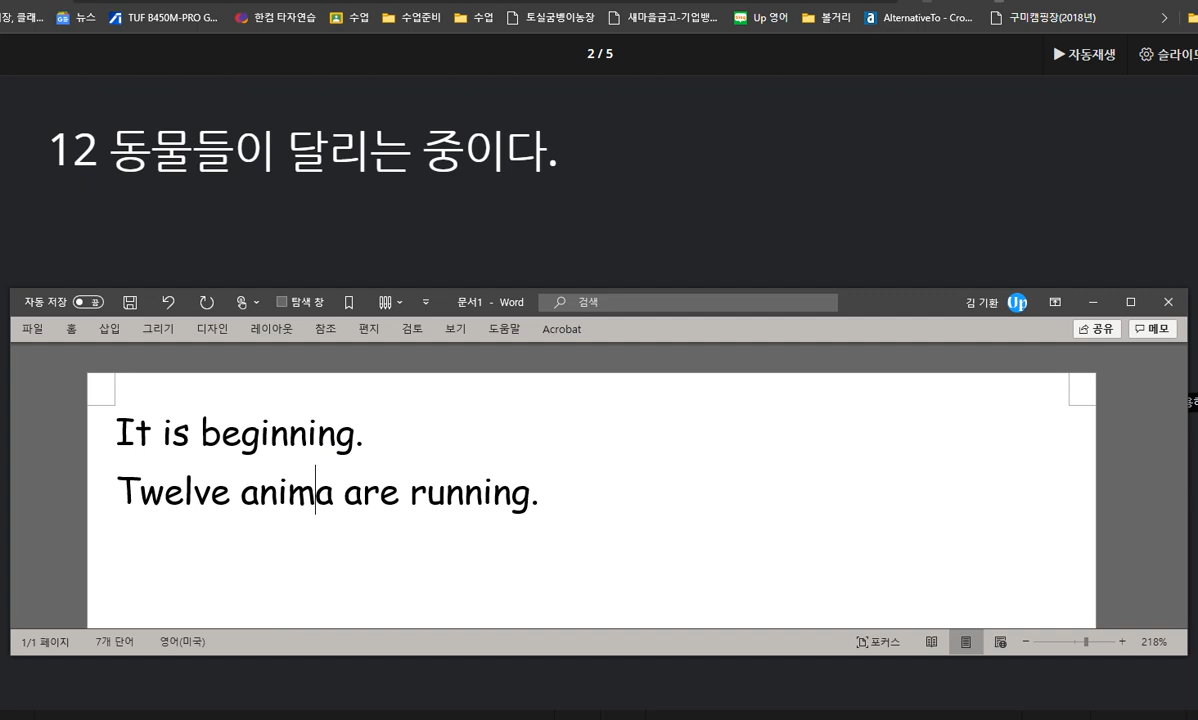 장, 클래... 뉴스 TUF B450M-PRO G... 한컴 타자연습 수업 수업준비 수업 토실굼벵이농장 새마을금고-기업뱅... Up 영어 볼거리 AlternativeTo - Cro... 구미캠핑장(2018년)
2 / 5 자동재생 슬라이드
12 동물들이 달리는 중이다.
자동 저장 끔 탐색 창 문서1 - Word 검색 김 기환 Up
파일 홈 삽입 그리기 디자인 레이아웃 참조 편지 검토 보기 도움말 Acrobat 공유 메모
It is beginning.
Twelve anima are running.
1/1 페이지 7개 단어 영어(미국) 포커스 218%